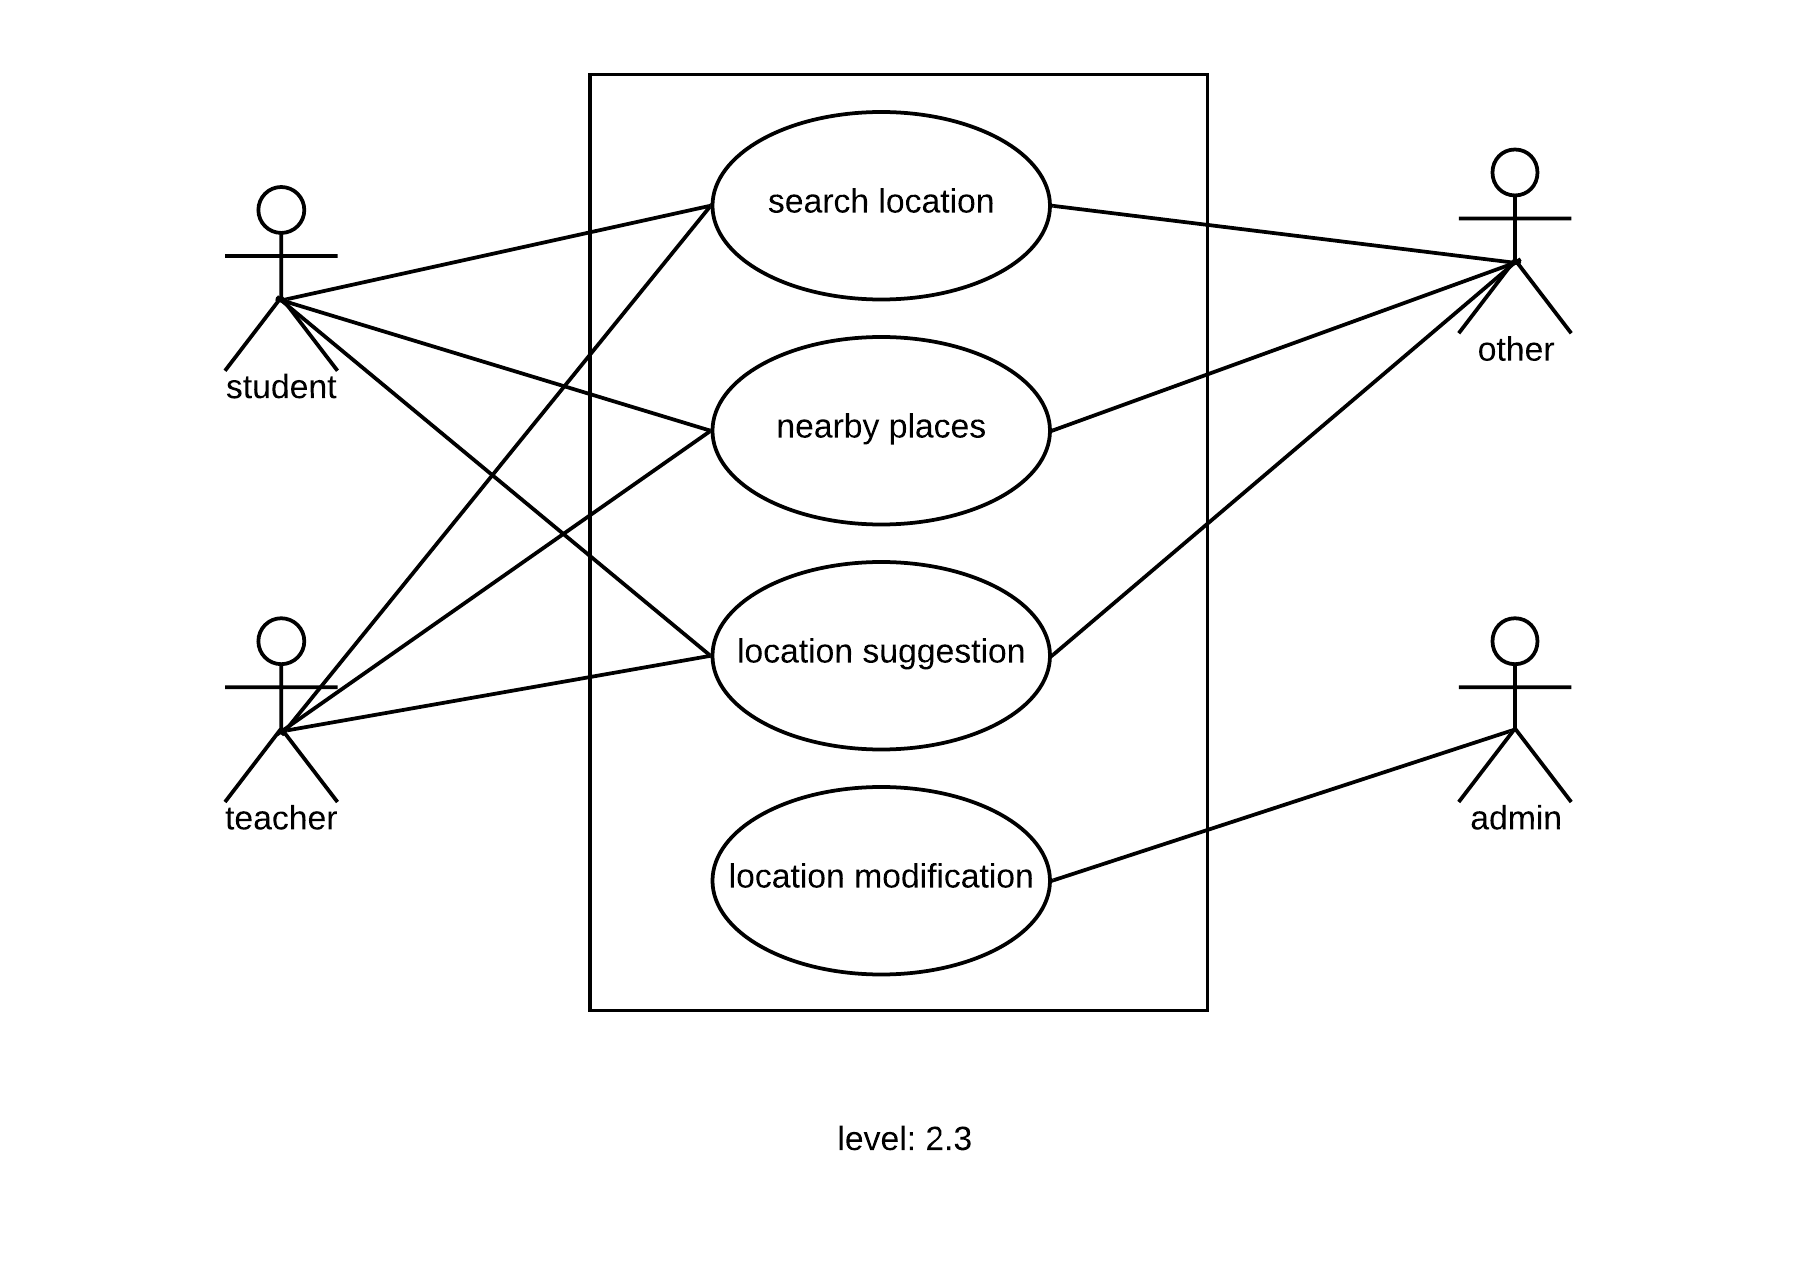 search location
other
student
nearby places
location suggestion
teacher
admin
location modification
level: 2.3